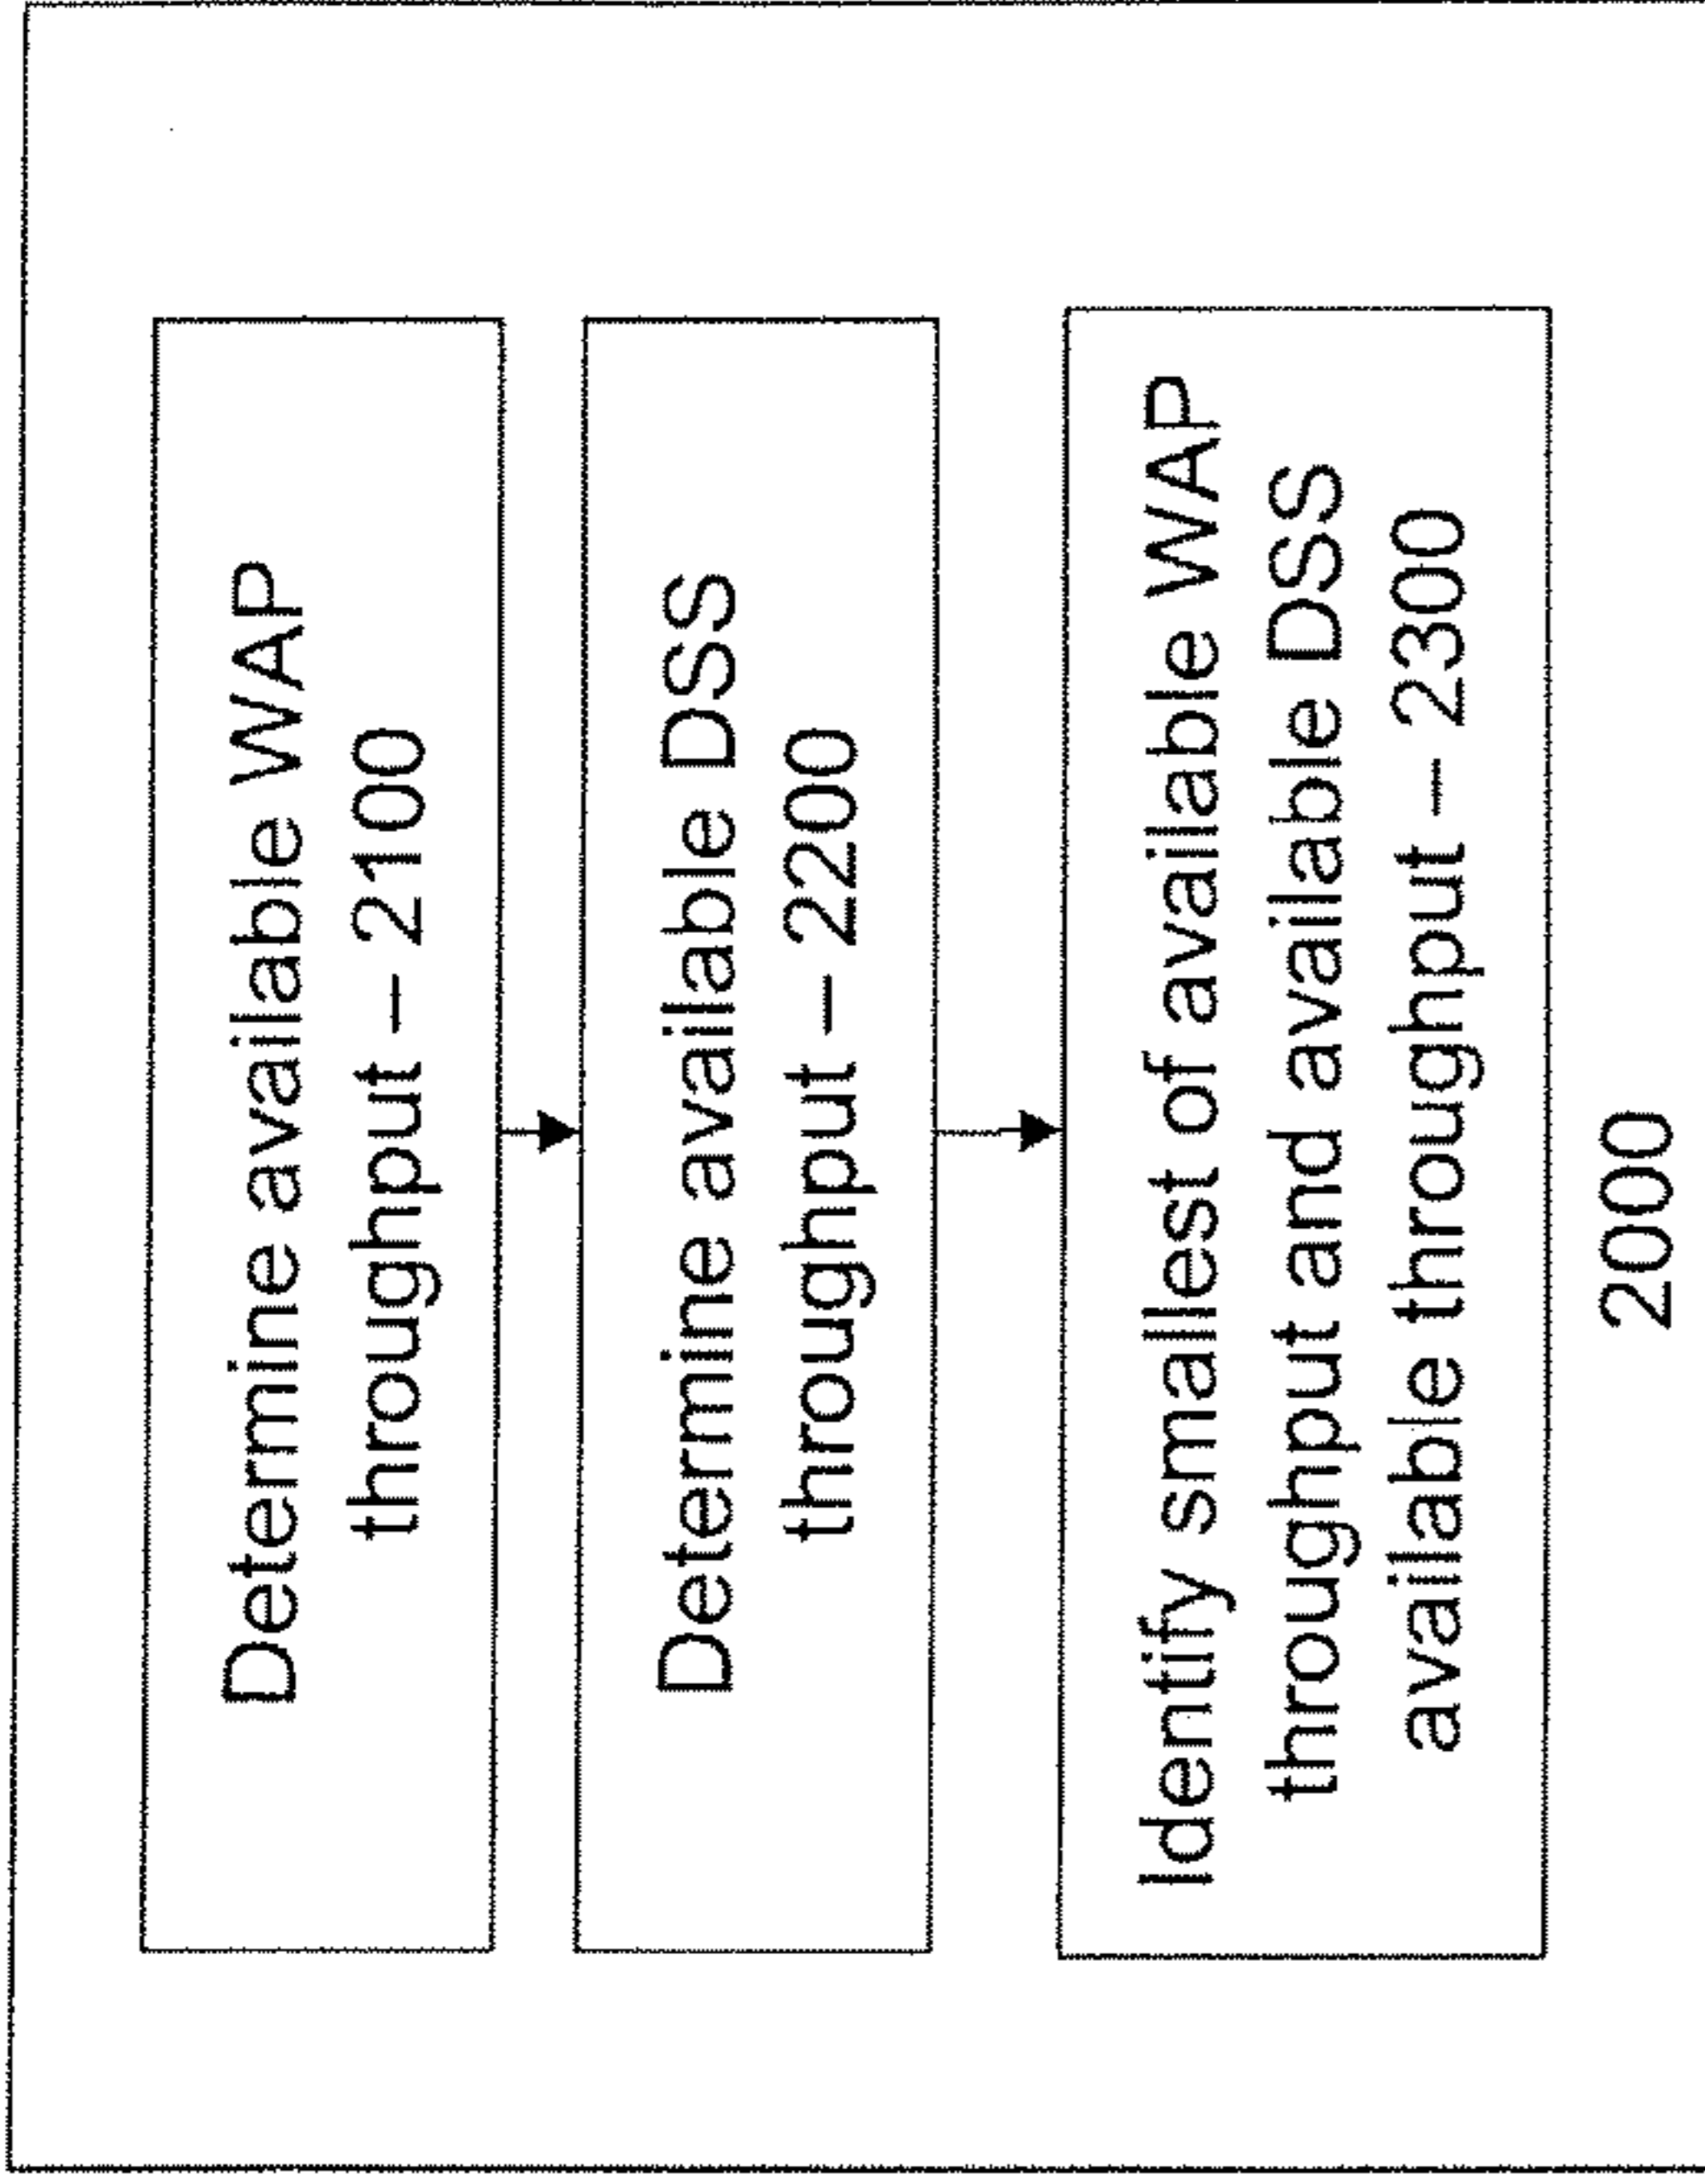 Determine available WAP
throughput – 2100
Determine available DSS
throughput – 2200
Identify smallest of available WAP
throughput and available DSS
available throughput – 2300
2000